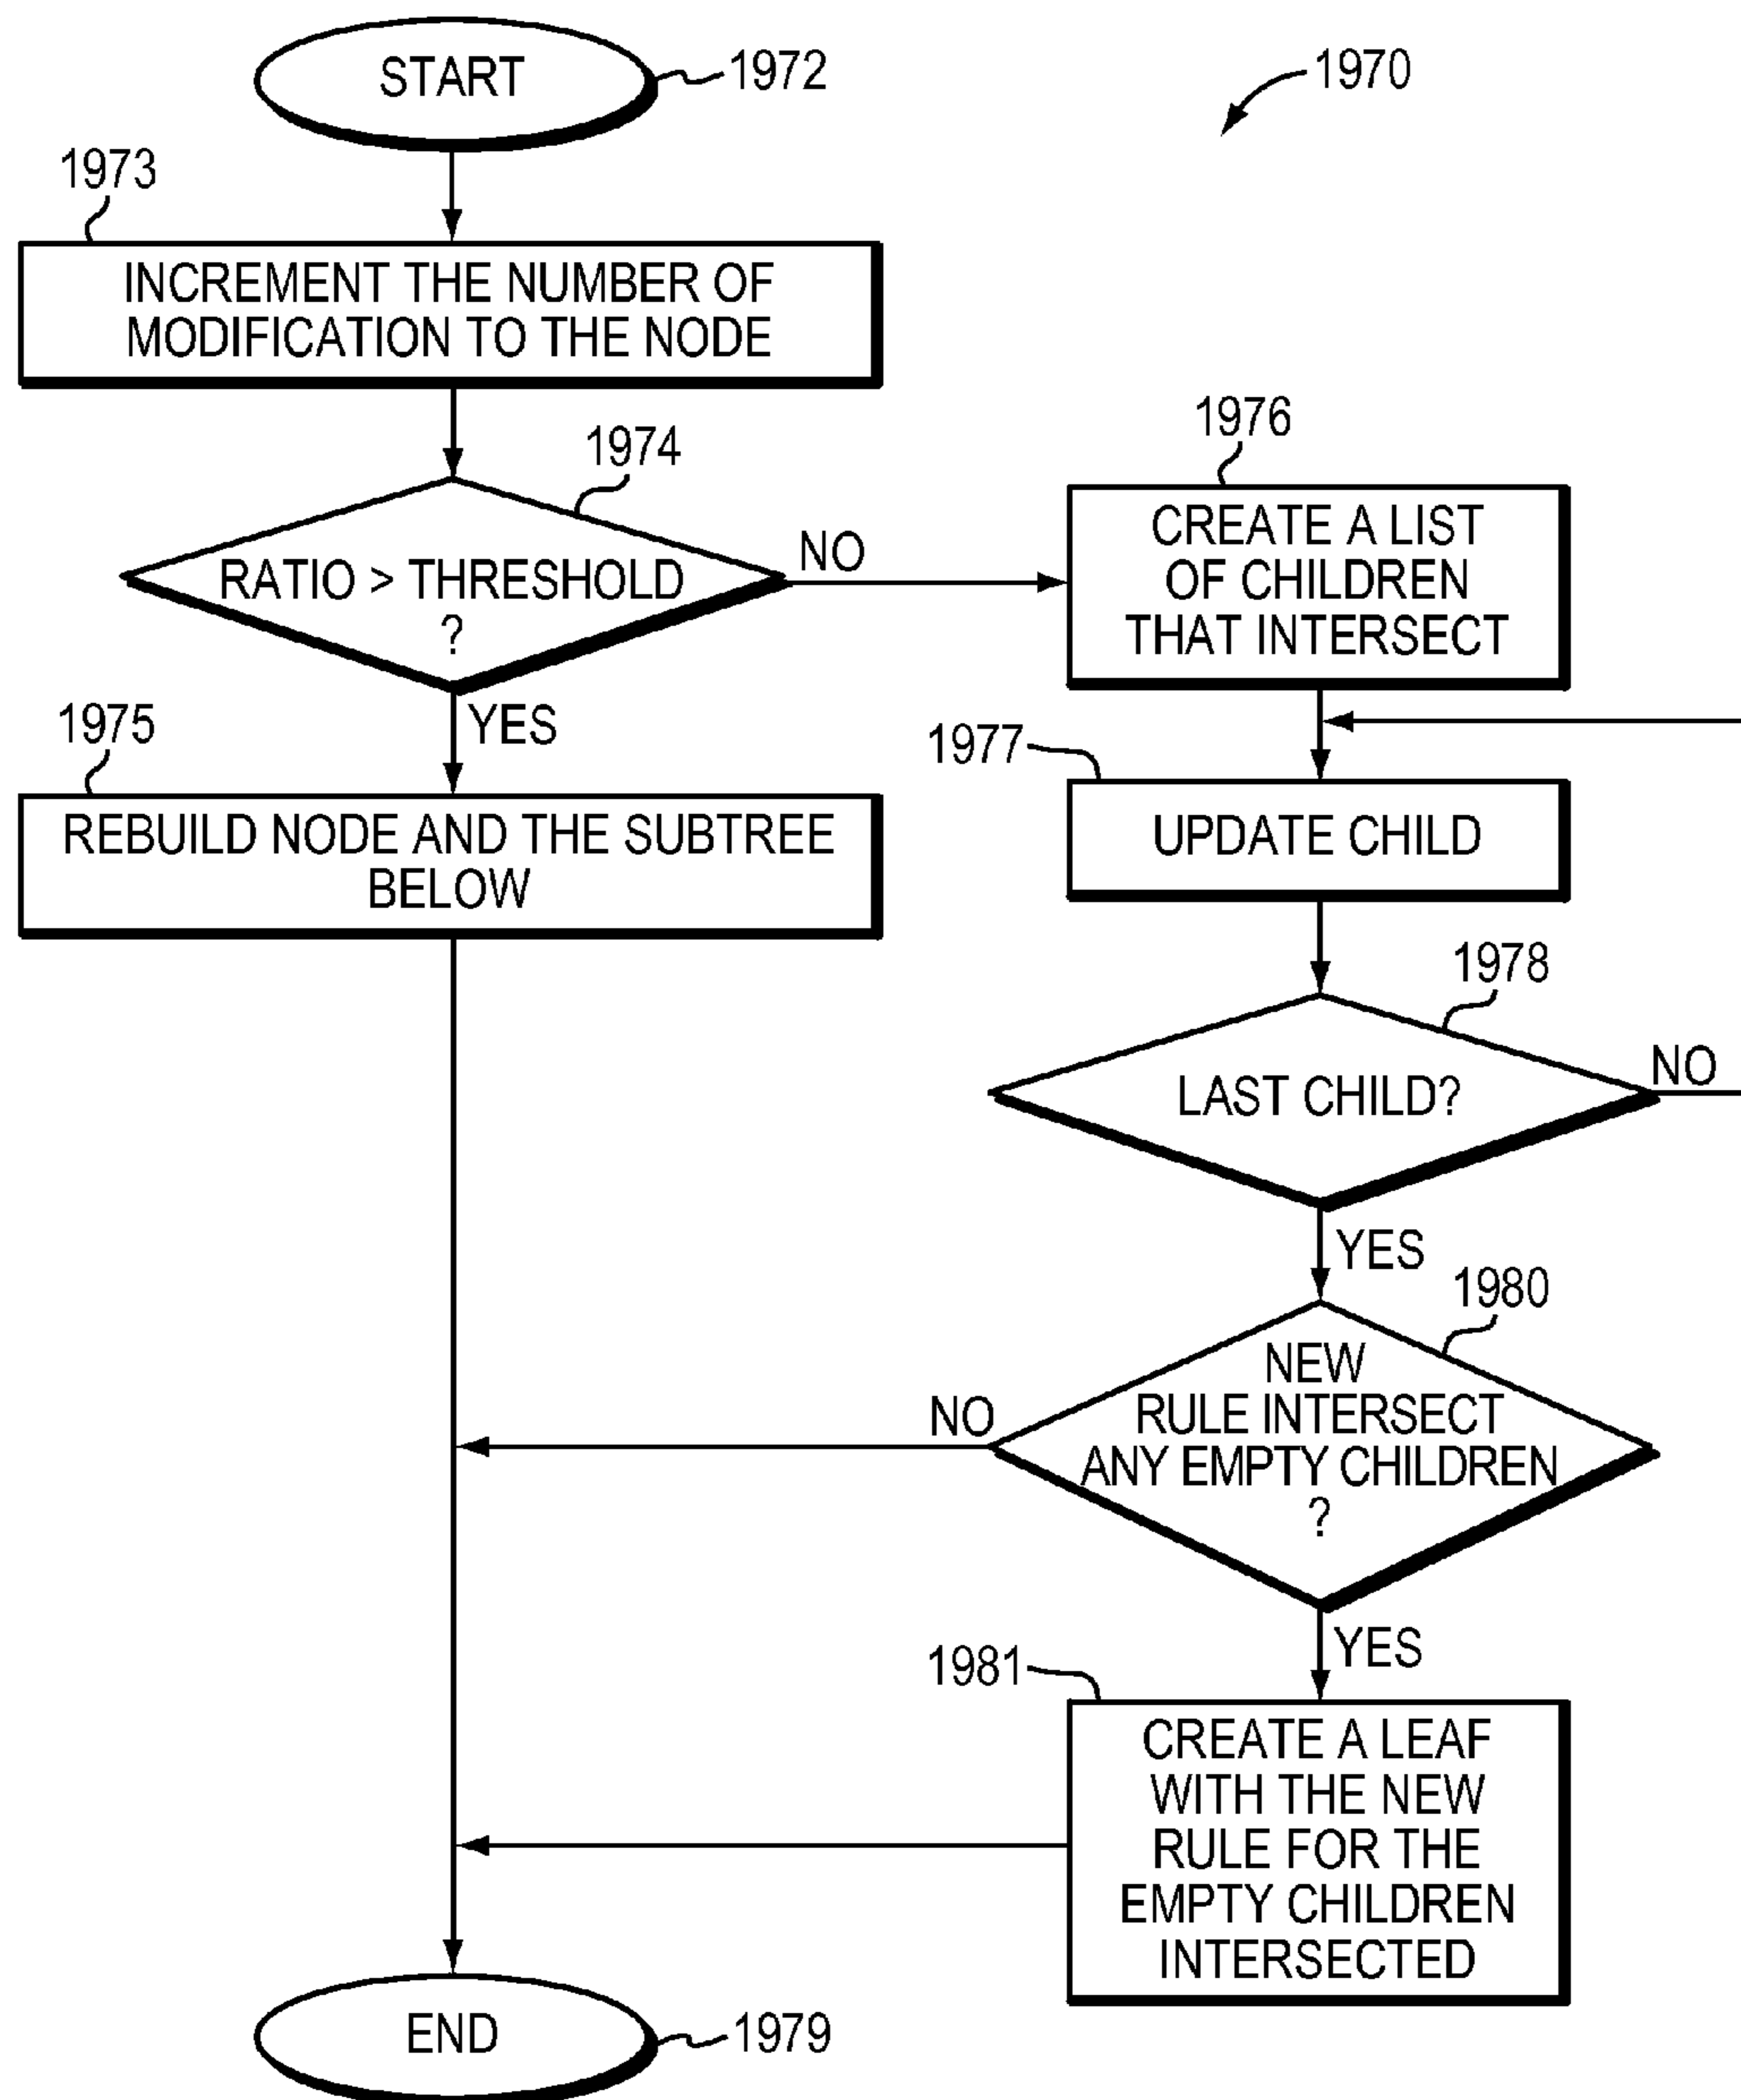 START
1972
1970
1973
INCREMENT THE NUMBER OF
MODIFICATION TO THE NODE
1974
RATIO > THRESHOLD
?
NO
YES
1975
REBUILD NODE AND THE SUBTREE
BELOW
1976
CREATE A LIST
OF CHILDREN
THAT INTERSECT
1977
UPDATE CHILD
1978
LAST CHILD?
NO
YES
1980
NEW
RULE INTERSECT
ANY EMPTY CHILDREN
?
NO
YES
1981
CREATE A LEAF
WITH THE NEW
RULE FOR THE
EMPTY CHILDREN
INTERSECTED
END
1979